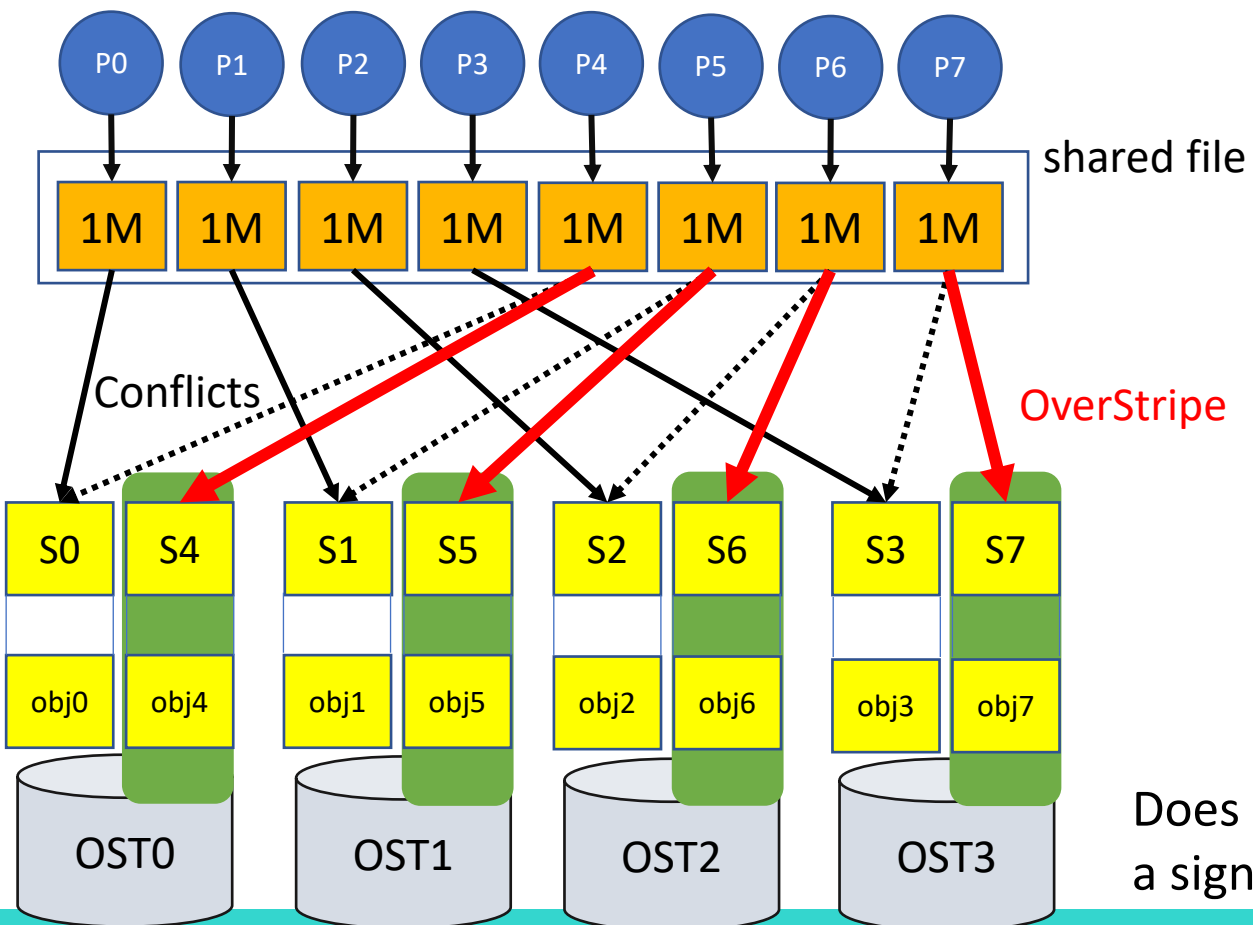 P0 P1 P2 P3 P4 P5 P6 P7
shared file
1M 1M 1M 1M 1M 1M 1M 1M
Conflicts
OverStripe
S0 S4 S1 S5 S2 S6 S3 S7
obj0 obj4 obj1 obj5 obj2 obj6 obj3 obj7
OST0 OST1 OST2 OST3
Does
a sign